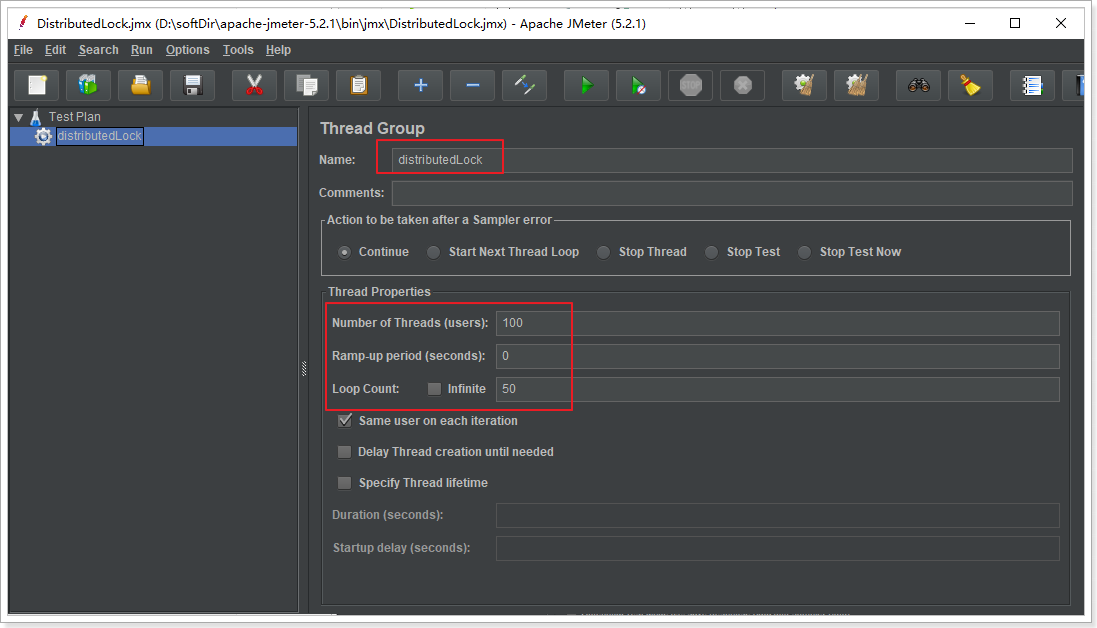 DistributedLock.jmx (D:\softDir\apache-jmeter-5.2.1\bin\jmx\DistributedLock.jmx) - Apache JMeter (5.2.1)
File Edit Search Run Options Tools Help
STOP
Test Plan
distributedLock
Thread Group
Name: distributedLock
Comments:
Action to be taken after a Sampler error
Continue Start Next Thread Loop Stop Thread Stop Test Stop Test Now
Thread Properties
Number of Threads (users): 100
Ramp-up period (seconds): 0
Loop Count: Infinite 50
Same user on each iteration
Delay Thread creation until needed
Specify Thread lifetime
Duration (seconds):
Startup delay (seconds):